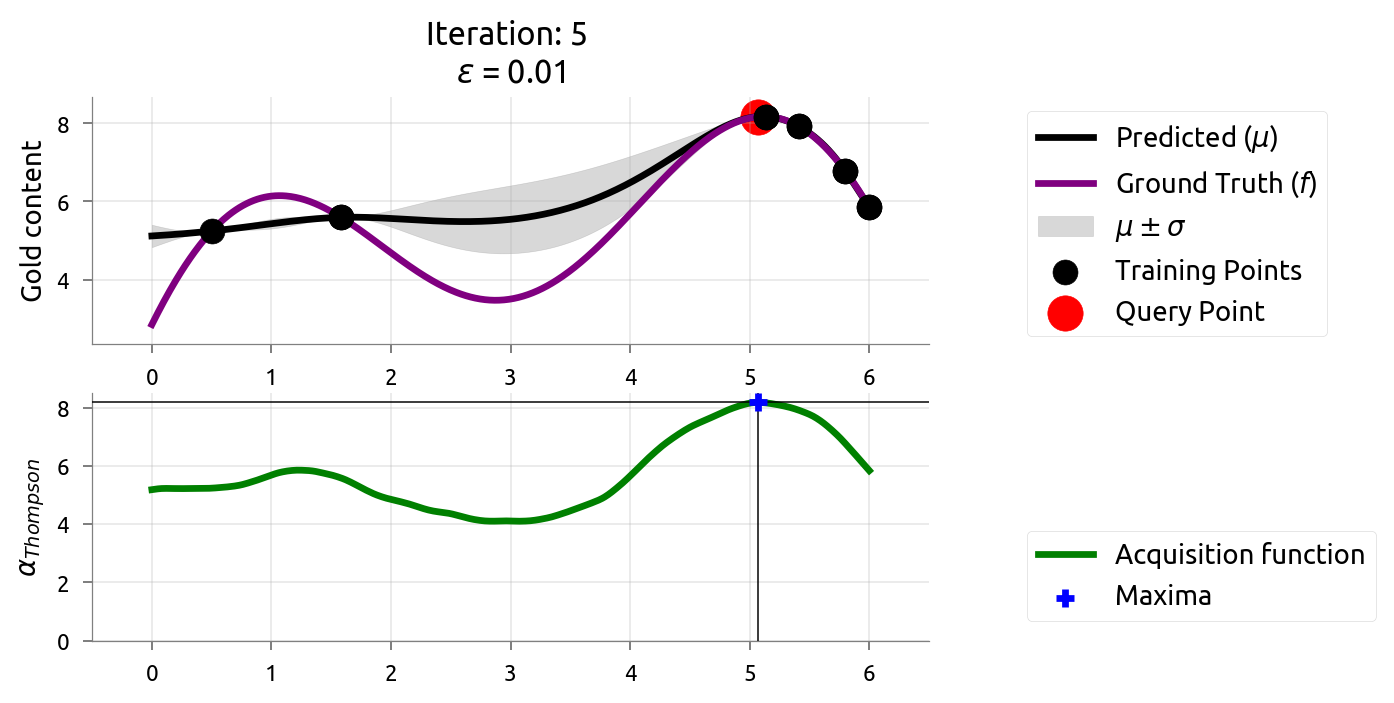 Iteration: 5
ε = 0.01
Gold content
8
6
4
0 1 2 3 4 5 6
Predicted (μ)
Ground Truth (f)
μ ± σ
Training Points
Query Point
α_Thompson
8
6
4
2
0
0 1 2 3 4 5 6
Acquisition function
Maxima